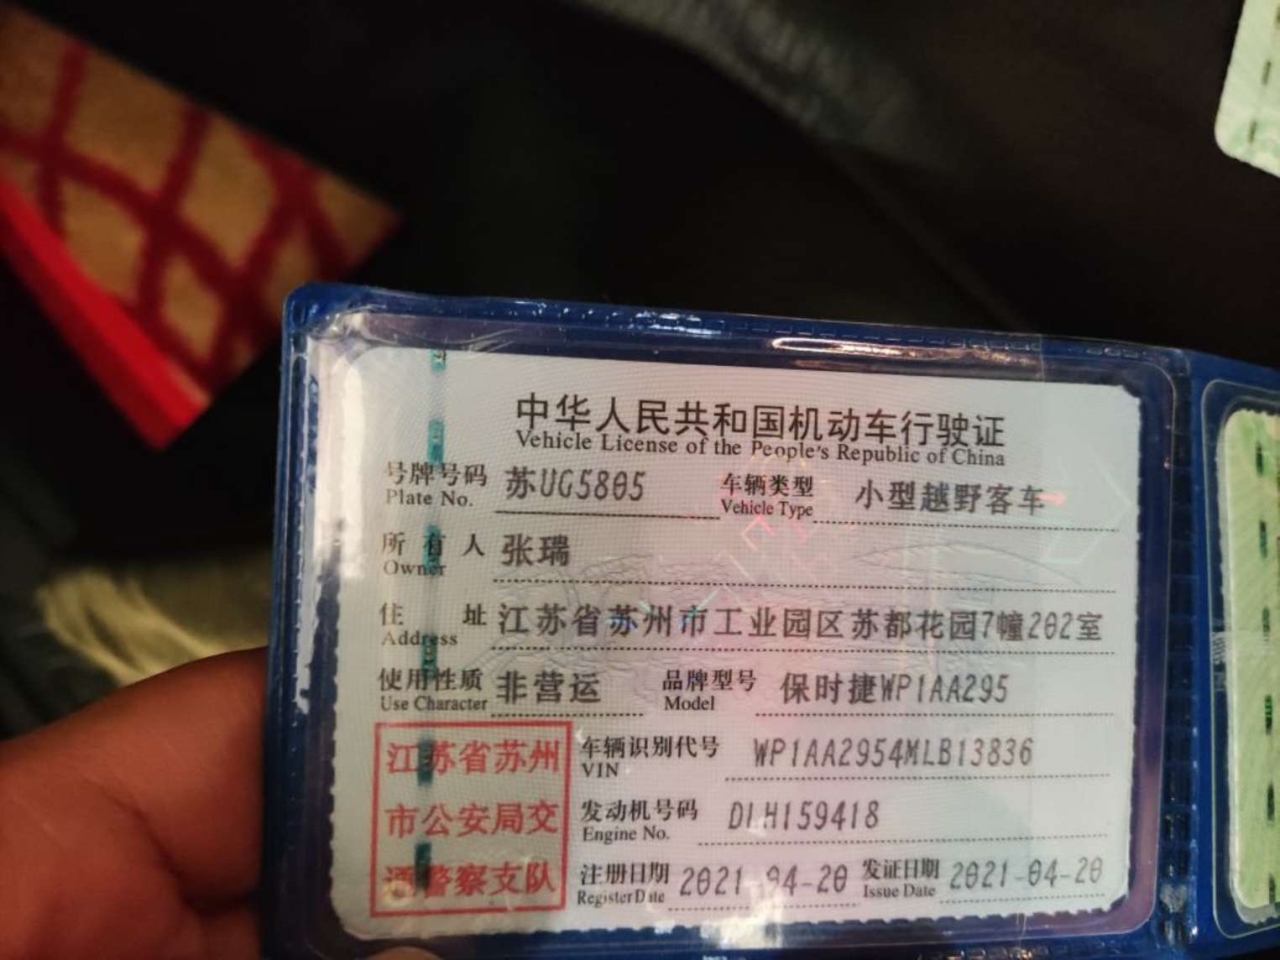 中华人民共和国机动车行驶证
Vehicle License of the People's Republic of China
号牌号码 苏UG5805 车辆类型 小型越野客车
Plate No. Vehicle Type
所有人 张瑞
Owner
住址 江苏省苏州市工业园区苏都花园7幢202室
Address
使用性质 非营运 品牌型号 保时捷WP1AA295
Use Character Model
江苏省苏州
市公安局交
通警察支队
车辆识别代号 WP1AA2954MLB13836
VIN
发动机号码 DLH159418
Engine No.
注册日期 2021-04-20 发证日期 2021-04-20
Register Date Issue Date